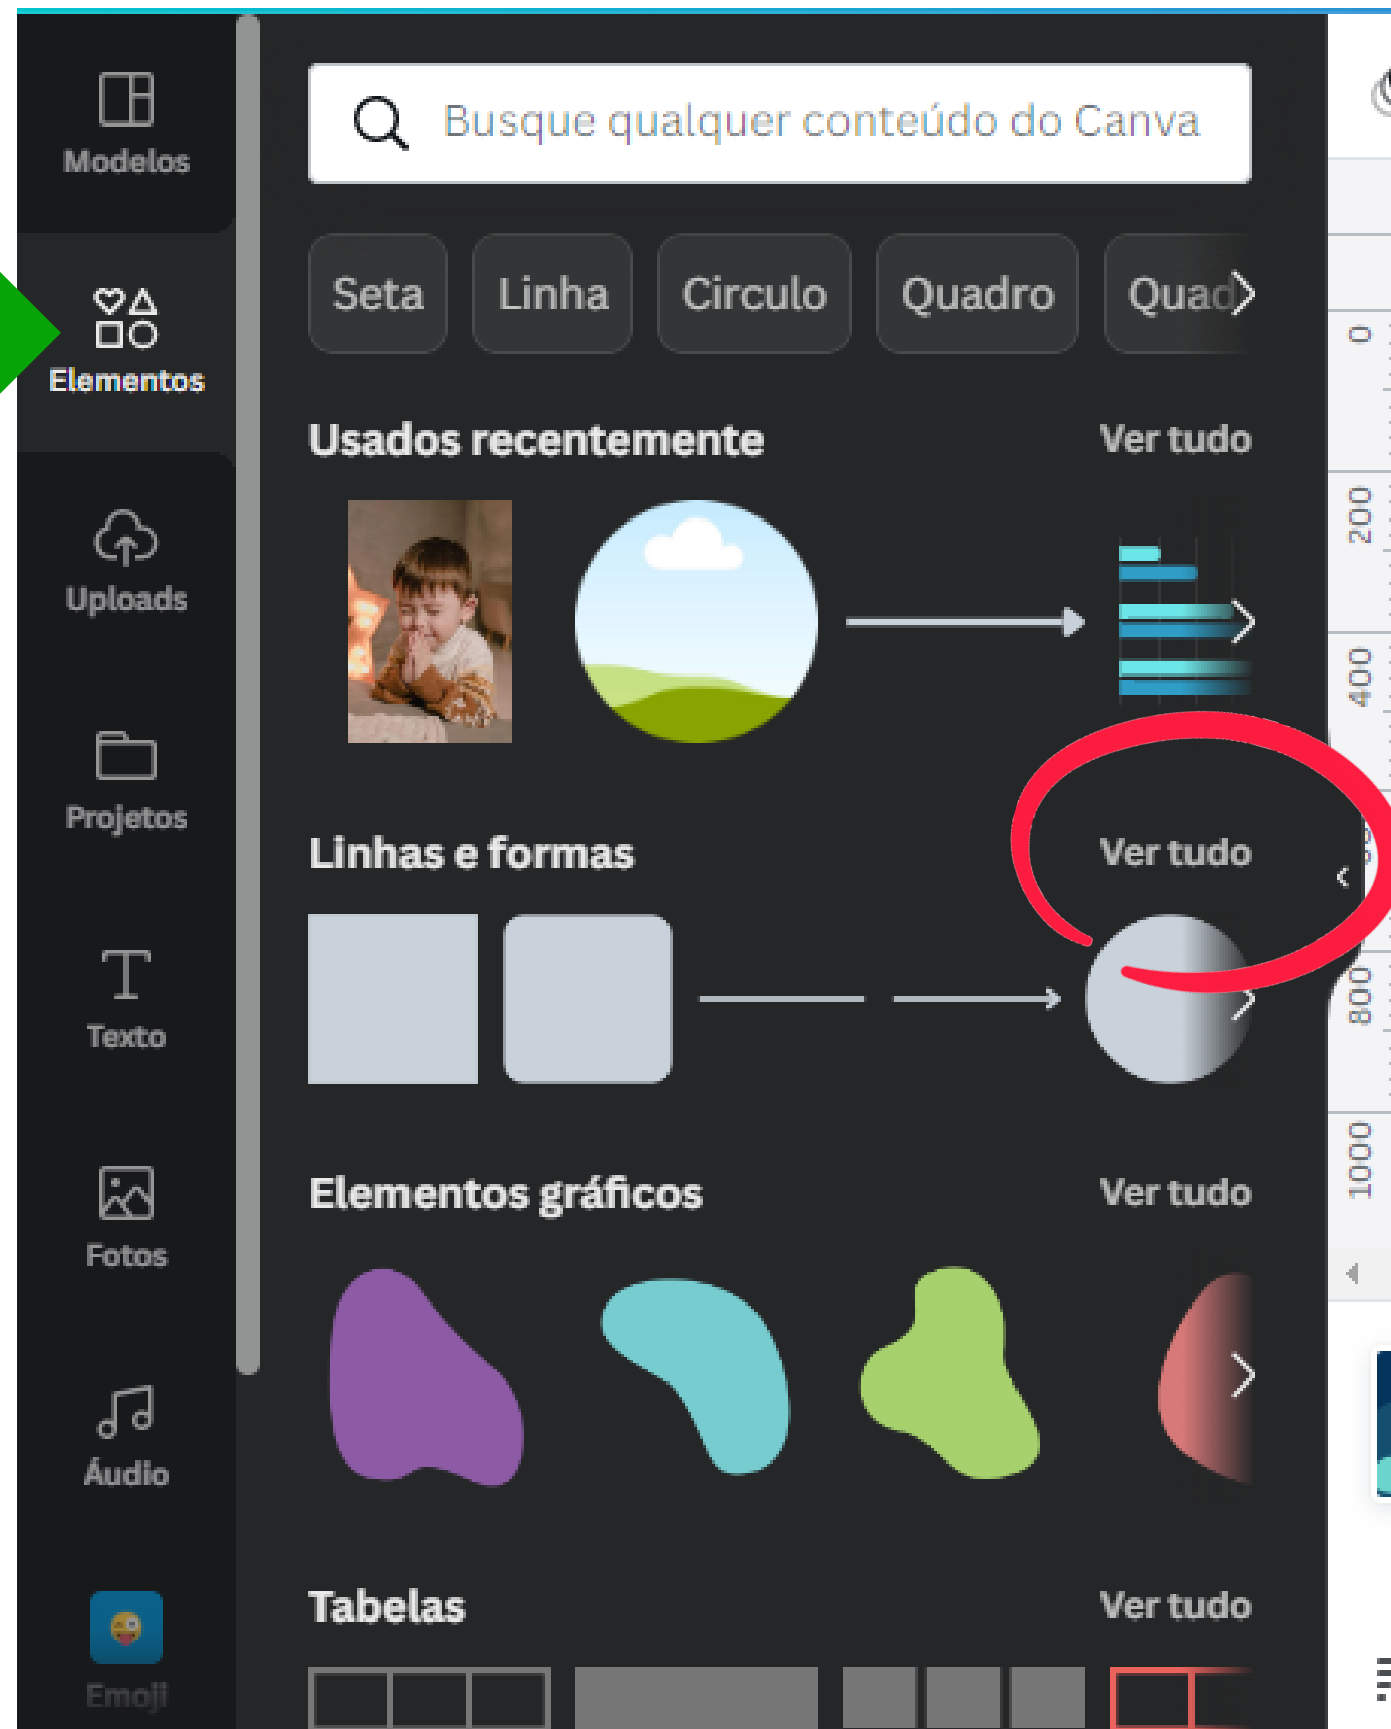 Modelos
Elementos
Uploads
Projetos
Texto
Fotos
Áudio
Emoji
Busque qualquer conteúdo do Canva
Seta Linha Circulo Quadro Quad
Usados recentemente Ver tudo
Linhas e formas Ver tudo
Elementos gráficos Ver tudo
Tabelas Ver tudo
0
200
400
800
1000